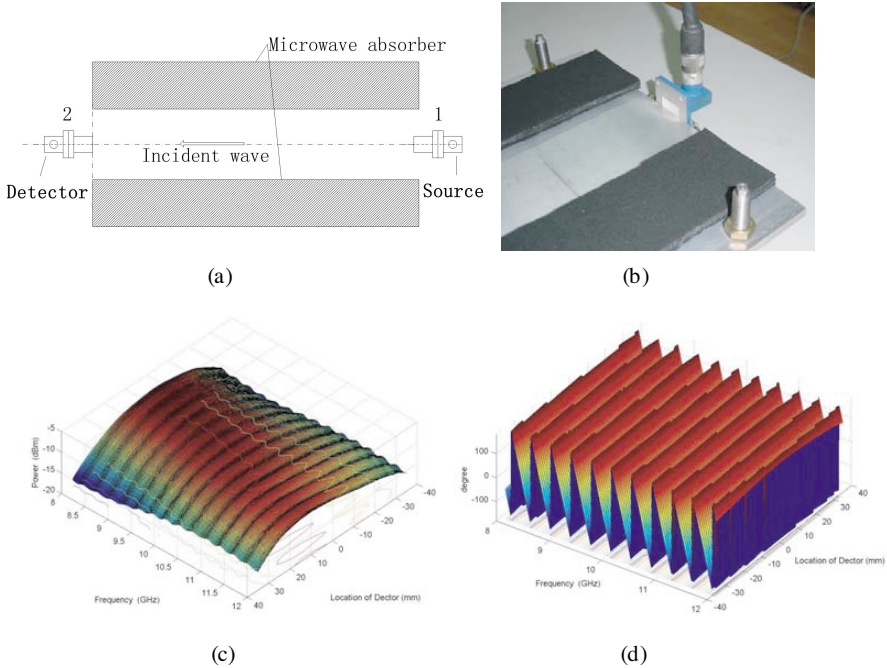 Microwave absorber
2
1
Incident wave
Detector
Source
(a)
(b)
-5
-10
-15
-20
Power (dBm)
8
8.5
9
9.5
10
10.5
11
11.5
12
Frequency (GHz)
40
30
20
10
0
-10
-20
-30
-40
Location of Dector (mm)
(c)
100
0
-100
degree
8
9
10
11
12
Frequency (GHz)
-40
-30
-20
-10
0
10
20
30
40
Location of Dector (mm)
(d)